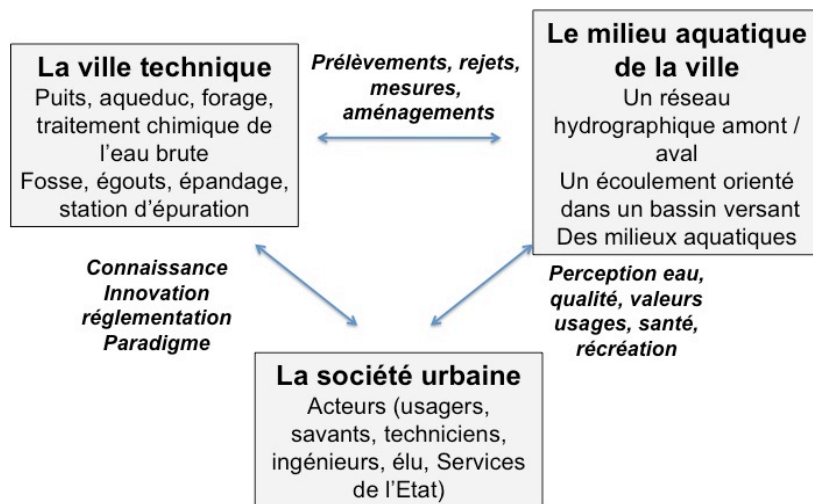 La ville technique
Puits, aqueduc, forage,
traitement chimique de
l'eau brute
Fosse, égouts, épandage,
station d'épuration
Prélèvements, rejets,
mesures,
aménagements
Le milieu aquatique
de la ville
Un réseau
hydrographique amont /
aval
Un écoulement orienté
dans un bassin versant
Des milieux aquatiques
Connaissance
Innovation
réglementation
Paradigme
Perception eau,
qualité, valeurs
usages, santé,
récréation
La société urbaine
Acteurs (usagers,
savants, techniciens,
ingénieurs, élu, Services
de l'Etat)